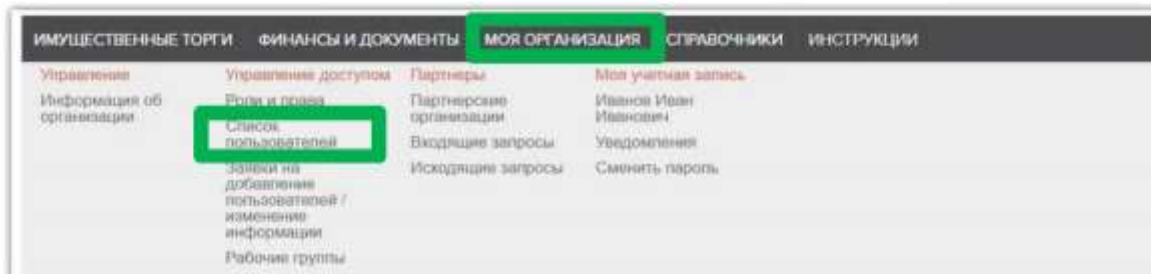 ИМУЩЕСТВЕННЫЕ ТОРГИ ФИНАНСЫ И ДОКУМЕНТЫ МОЯ ОРГАНИЗАЦИЯ СПРАВОЧНИКИ ИНСТРУКЦИИ
Управление
Информация об
организации
Управление доступом
Роли и права
Список
пользователей
Заявки на
добавление
пользователей /
изменение
информации
Рабочие группы
Партнеры
Партнерские
организации
Входящие запросы
Исходящие запросы
Моя учетная запись
Иванов Иван
Иванович
Уведомления
Сменить пароль